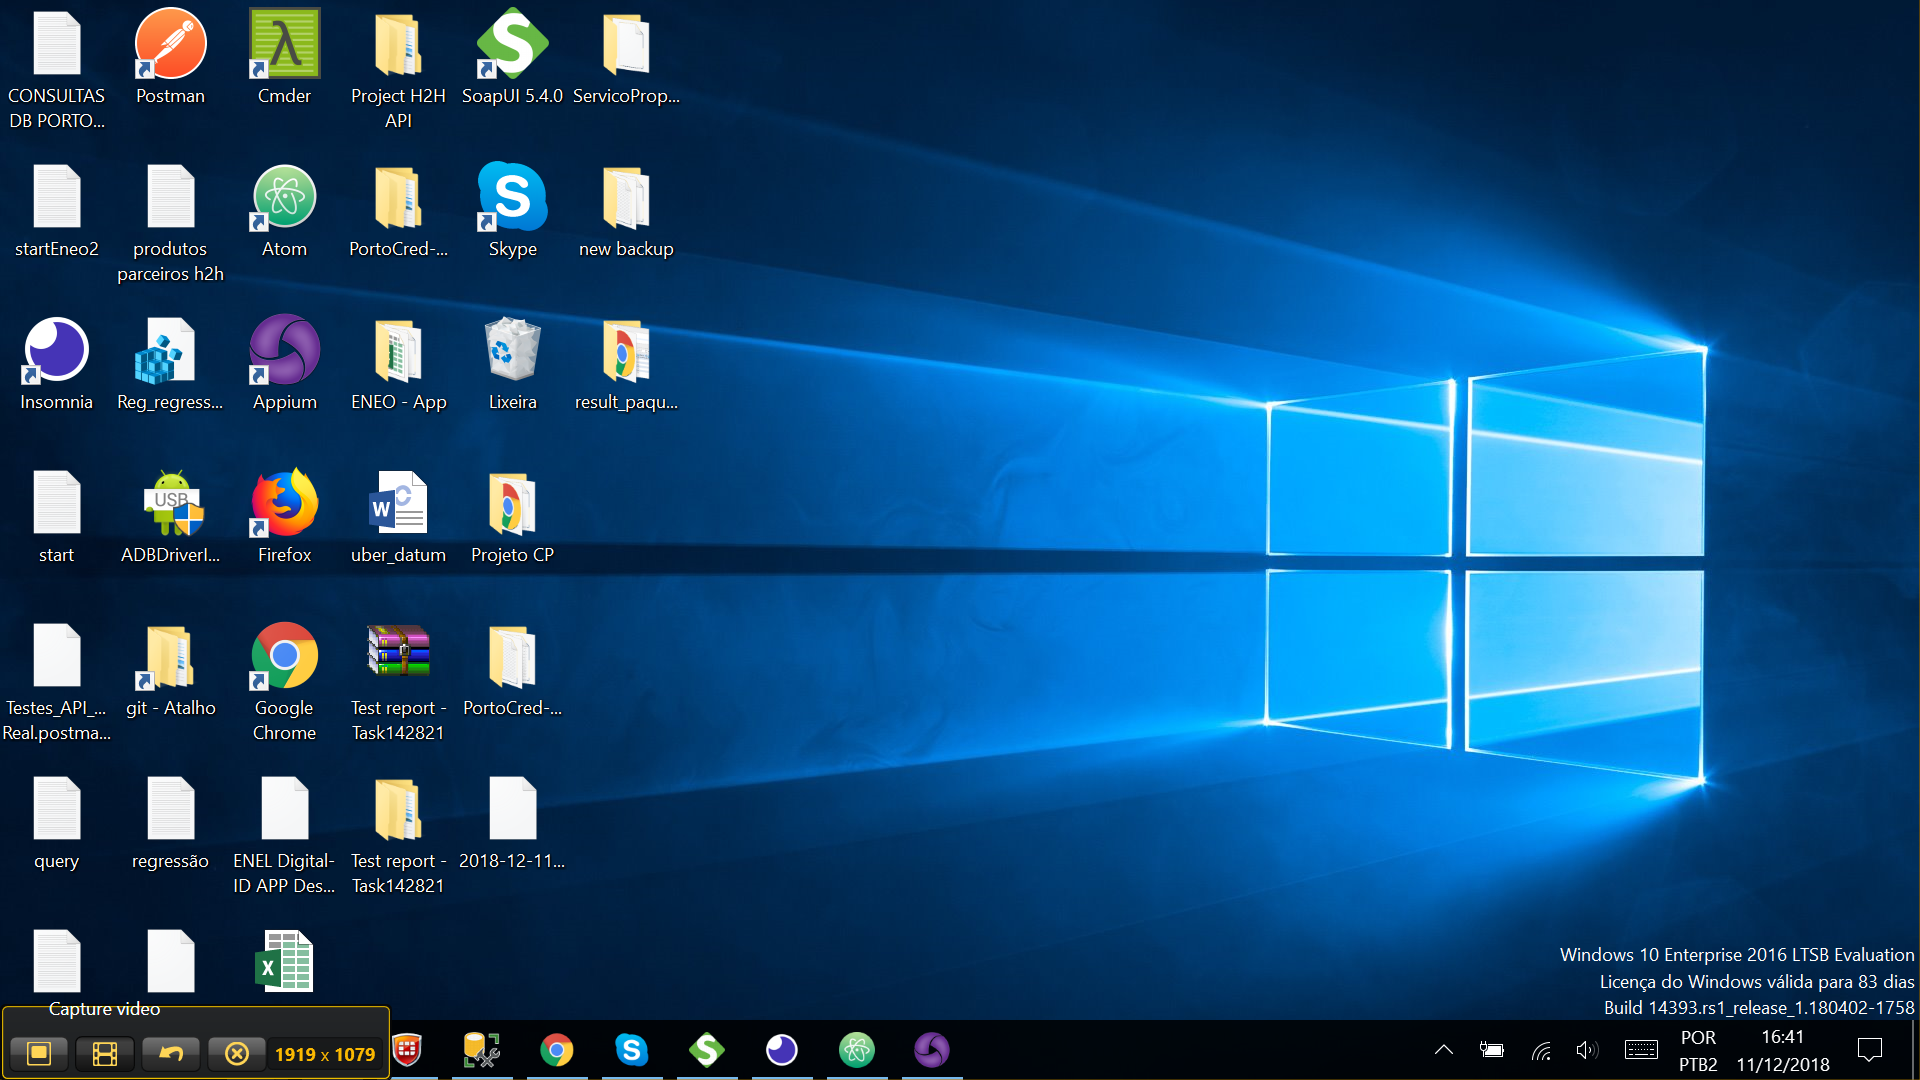 CONSULTAS
DB PORTO...
Postman
Cmder
Project H2H
API
SoapUI 5.4.0
ServicoProp...
startEneo2
produtos
parceiros h2h
Atom
PortoCred-...
Skype
new backup
Insomnia
Reg_regress...
Appium
ENEO - App
Lixeira
result_paqu...
start
USB
ADBDriverI...
Firefox
W
uber_datum
Projeto CP
Testes_API_...
Real.postma...
git - Atalho
Google
Chrome
Test report -
Task142821
PortoCred-...
query
regressão
ENEL Digital-
ID APP Des...
Test report -
Task142821
2018-12-11...
X
Capture video
1919 x 1079
Windows 10 Enterprise 2016 LTSB Evaluation
Licença do Windows válida para 83 dias
Build 14393.rs1_release_1.180402-1758
POR
PTB2
16:41
11/12/2018